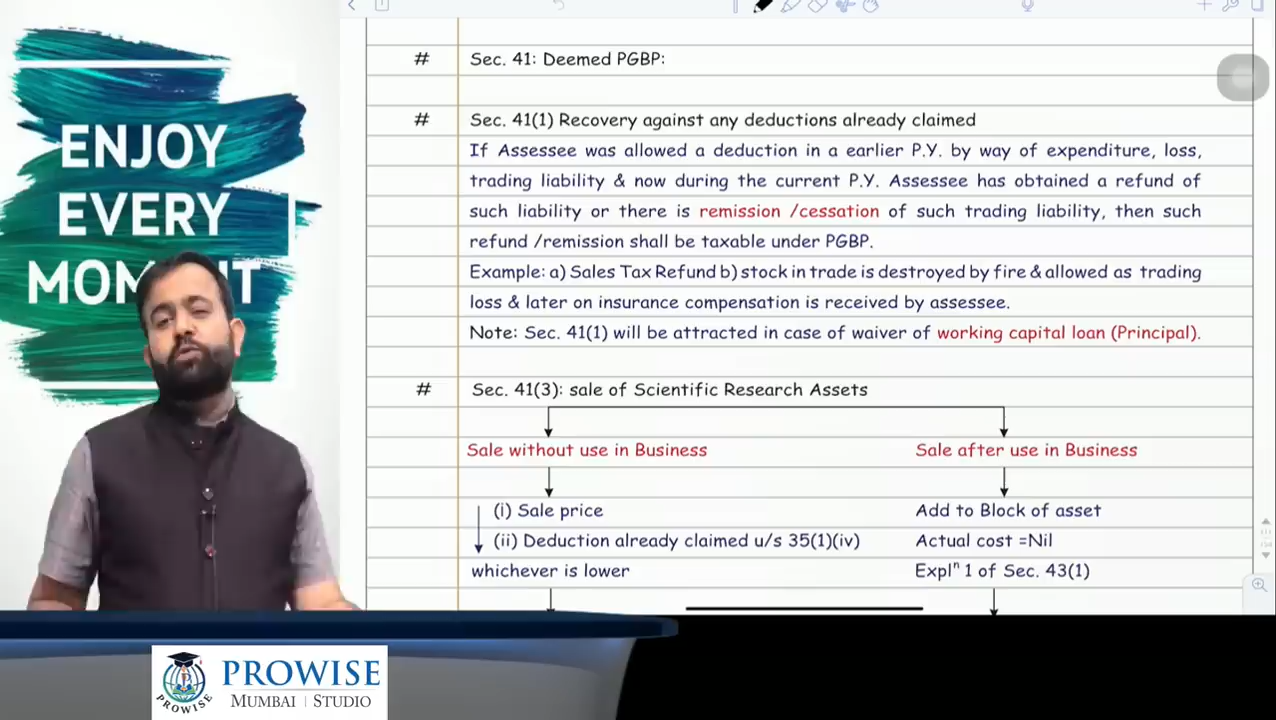 ENJOY
EVERY
MOM NT
# Sec. 41: Deemed PGBP:
# Sec. 41(1) Recovery against any deductions already claimed
If Assessee was allowed a deduction in a earlier P.Y. by way of expenditure, loss,
trading liability & now during the current P.Y. Assessee has obtained a refund of
such liability or there is remission /cessation of such trading liability, then such
refund /remission shall be taxable under PGBP.
Example: a) Sales Tax Refund b) stock in trade is destroyed by fire & allowed as trading
loss & later on insurance compensation is received by assessee.
Note: Sec. 41(1) will be attracted in case of waiver of working capital loan (Principal).
# Sec. 41(3): sale of Scientific Research Assets
Sale without use in Business
Sale after use in Business
(i) Sale price
(ii) Deduction already claimed u/s 35(1)(iv)
whichever is lower
Add to Block of asset
Actual cost =Nil
Explⁿ 1 of Sec. 43(1)
PROWISE
PROWISE
MUMBAI | STUDIO